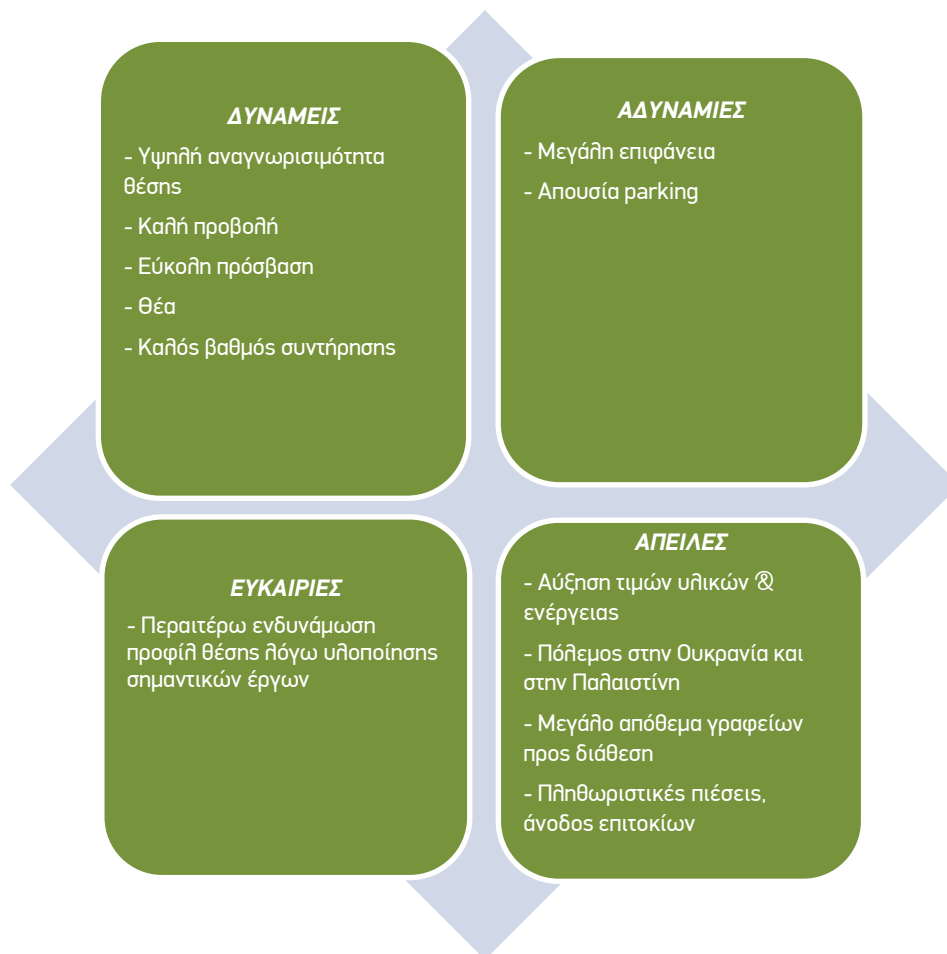 ΔΥΝΑΜΕΙΣ
- Υψηλή αναγνωρισιμότητα
θέσης
- Καλή προβολή
- Εύκολη πρόσβαση
- Θέα
- Καλός βαθμός συντήρησης
ΑΔΥΝΑΜΙΕΣ
- Μεγάλη επιφάνεια
- Απουσία parking
ΕΥΚΑΙΡΙΕΣ
- Περαιτέρω ενδυνάμωση
προφίλ θέσης λόγω υλοποίησης
σημαντικών έργων
ΑΠΕΙΛΕΣ
- Αύξηση τιμών υλικών &
ενέργειας
- Πόλεμος στην Ουκρανία και
στην Παλαιστίνη
- Μεγάλο απόθεμα γραφείων
προς διάθεση
- Πληθωριστικές πιέσεις,
άνοδος επιτοκίων